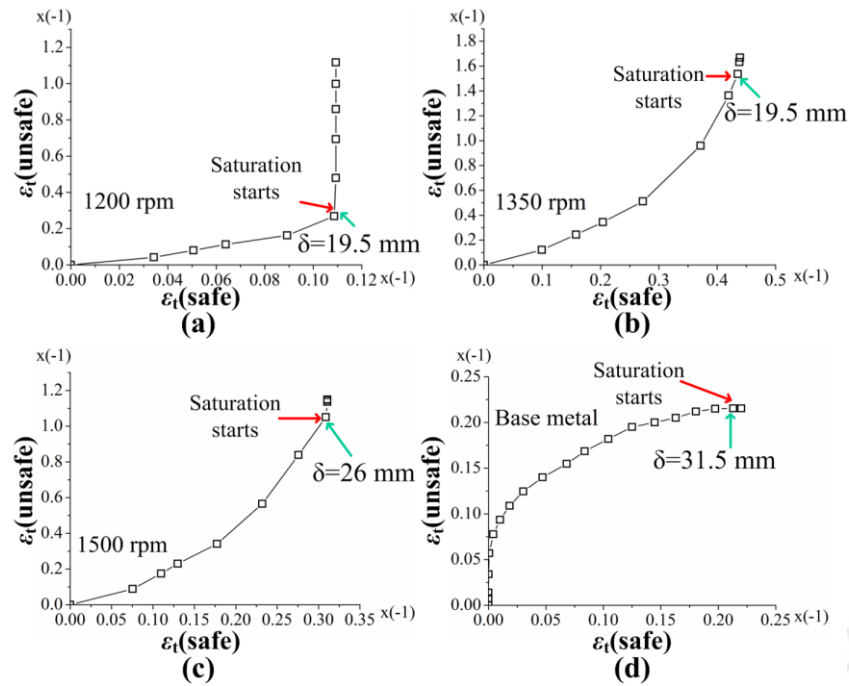 x(-1)
1.2
1.0
0.8
0.6
0.4
0.2
0.0
εt(unsafe)
1200 rpm
Saturation
starts
δ=19.5 mm
0.00 0.02 0.04 0.06 0.08 0.10 0.12
x(-1)
εt(safe)
(a)
x(-1)
1.8
1.6
1.4
1.2
1.0
0.8
0.6
0.4
0.2
0.0
εt(unsafe)
Saturation
starts
δ=19.5 mm
1350 rpm
0.0 0.1 0.2 0.3 0.4 0.5
x(-1)
εt(safe)
(b)
x(-1)
1.2
1.0
0.8
0.6
0.4
0.2
0.0
εt(unsafe)
Saturation
starts
δ=26 mm
1500 rpm
0.00 0.05 0.10 0.15 0.20 0.25 0.30 0.35
x(-1)
εt(safe)
(c)
x(-1)
0.25
0.20
0.15
0.10
0.05
0.00
εt(unsafe)
Saturation
starts
Base metal
δ=31.5 mm
0.00 0.05 0.10 0.15 0.20 0.25
x(-1)
εt(safe)
(d)